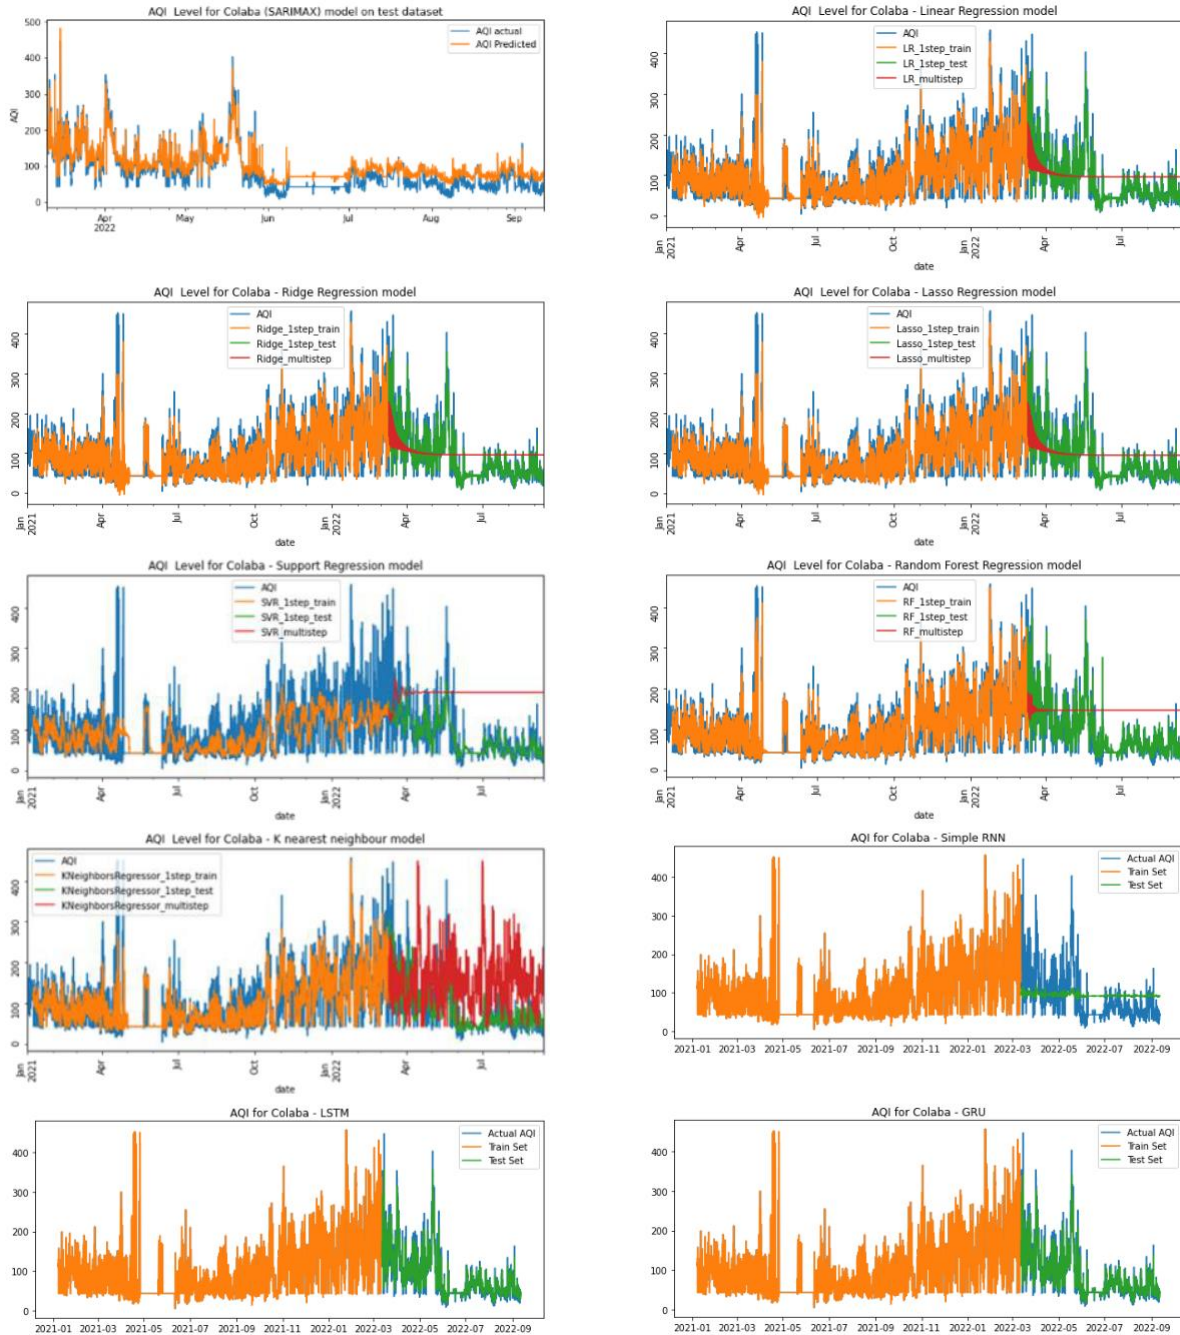 AQI Level for Colaba (SARIMAX) model on test dataset
AQI actual
AQI Predicted
500
400
300
200
100
0
AQI
Apr
2022
May
Jun
Jul
Aug
Sep
AQI Level for Colaba - Linear Regression model
AQI
LR_1step_train
LR_1step_test
LR_multistep
400
300
200
100
0
Jan
2021
Apr
Jul
Oct
Jan
2022
Apr
Jul
date
AQI Level for Colaba - Ridge Regression model
AQI
Ridge_1step_train
Ridge_1step_test
Ridge_multistep
400
300
200
100
0
Jan
2021
Apr
Jul
Oct
Jan
2022
Apr
Jul
date
AQI Level for Colaba - Lasso Regression model
AQI
Lasso_1step_train
Lasso_1step_test
Lasso_multistep
400
300
200
100
0
Jan
2021
Apr
Jul
Oct
Jan
2022
Apr
Jul
date
AQI Level for Colaba - Support Regression model
AQI
SVR_1step_train
SVR_1step_test
SVR_multistep
400
300
200
100
0
Jan
2021
Apr
Jul
Oct
Jan
2022
Apr
Jul
date
AQI Level for Colaba - Random Forest Regression model
AQI
RF_1step_train
RF_1step_test
RF_multistep
400
300
200
100
0
Jan
2021
Apr
Jul
Oct
Jan
2022
Apr
Jul
date
AQI Level for Colaba - K nearest neighbour model
AQI
KNeighborsRegressor_1step_train
KNeighborsRegressor_1step_test
KNeighborsRegressor_multistep
400
300
200
100
0
Jan
2021
Apr
Jul
Oct
Jan
2022
Apr
Jul
date
AQI for Colaba - Simple RNN
Actual AQI
Train Set
Test Set
400
300
200
100
0
2021-01 2021-03 2021-05 2021-07 2021-09 2021-11 2022-01 2022-03 2022-05 2022-07 2022-09
AQI for Colaba - LSTM
Actual AQI
Train Set
Test Set
400
300
200
100
0
2021-01 2021-03 2021-05 2021-07 2021-09 2021-11 2022-01 2022-03 2022-05 2022-07 2022-09
AQI for Colaba - GRU
Actual AQI
Train Set
Test Set
400
300
200
100
0
2021-01 2021-03 2021-05 2021-07 2021-09 2021-11 2022-01 2022-03 2022-05 2022-07 2022-09